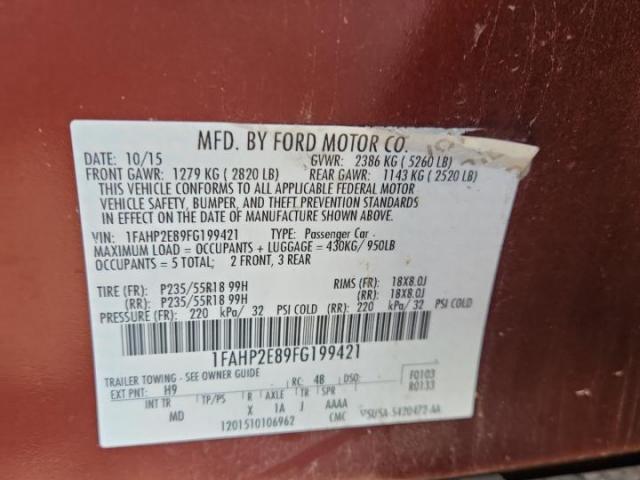 MFD. BY FORD MOTOR CO.
DATE: 10/15 GVWR: 2386 KG ( 5260 LB)
FRONT GAWR: 1279 KG ( 2820 LB) REAR GAWR: 1143 KG ( 2520 LB)
THIS VEHICLE CONFORMS TO ALL APPLICABLE FEDERAL MOTOR
VEHICLE SAFETY, BUMPER, AND THEFT PREVENTION STANDARDS
IN EFFECT ON THE DATE OF MANUFACTURE SHOWN ABOVE.
VIN: 1FAHP2E89FG199421 TYPE: Passenger Car
MAXIMUM LOAD = OCCUPANTS + LUGGAGE = 430KG/ 950LB
OCCUPANTS = 5 TOTAL; 2 FRONT, 3 REAR
TIRE (FR): P235/55R18 99H RIMS (FR): 18X8.0J
(RR): P235/55R18 99H (RR): 18X8.0J
PRESSURE (FR): 220 kPa/ 32 PSI COLD (RR): 220 kPa/ 32 PSI COLD
1FAHP2E89FG199421
TRAILER TOWING - SEE OWNER GUIDE
EXT PNT: H9 RC: 4B DSO: F0103
R0133
INT TR TP/PS R AXLE TR SPR
MD X 1A J AAAA
1201510106962 CMC VSU5A-5420472-AA